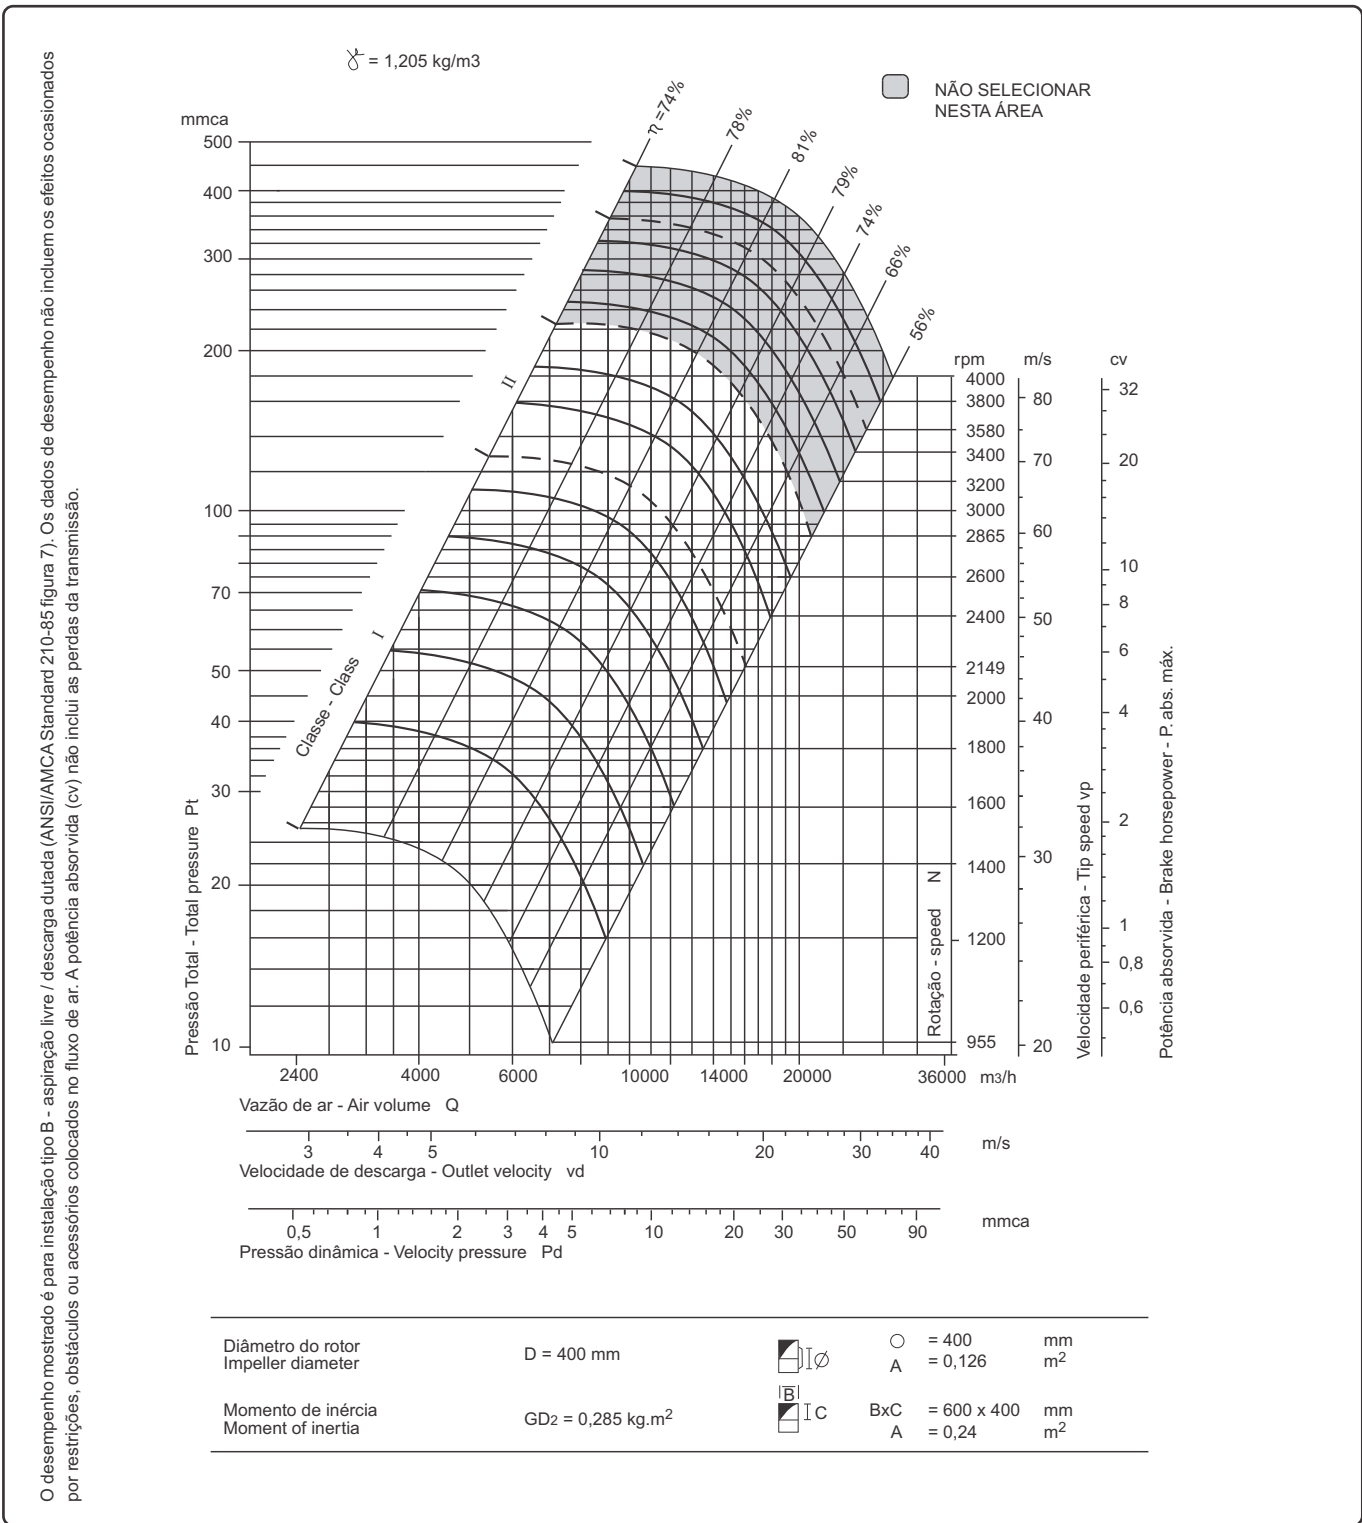 O desempenho mostrado é para instalação tipo B - aspiração livre / descarga dutada (ANSI/AMCA Standard 210-85 figura 7). Os dados de desempenho não incluem os efeitos ocasionados
por restrições, obstáculos ou acessórios colocados no fluxo de ar. A potência absorvida (cv) não inclui as perdas da transmissão.
ɣ = 1,205 kg/m3
NÃO SELECIONAR
NESTA ÁREA
mmca
500
400
300
200
100
70
50
40
30
20
10
Pressão Total - Total pressure Pt
Classe - Class I
II
η =74%
78%
81%
79%
74%
66%
56%
rpm
4000
3800
3580
3400
3200
3000
2865
2600
2400
2149
2000
1800
1600
1400
1200
955
Rotação - speed N
m/s
80
70
60
50
40
30
20
Velocidade periférica - Tip speed vp
cv
32
20
10
8
6
4
2
1
0,8
0,6
Potência absorvida - Brake horsepower - P. abs. máx.
2400 4000 6000 10000 14000 20000 36000 m3/h
Vazão de ar - Air volume Q
3 4 5 10 20 30 40 m/s
Velocidade de descarga - Outlet velocity vd
0,5 1 2 3 4 5 10 20 30 50 90 mmca
Pressão dinâmica - Velocity pressure Pd
Diâmetro do rotor
Impeller diameter
D = 400 mm
Ø
○ = 400 mm
A = 0,126 m2
Momento de inércia
Moment of inertia
GD2 = 0,285 kg.m2
B
C
BxC = 600 x 400 mm
A = 0,24 m2